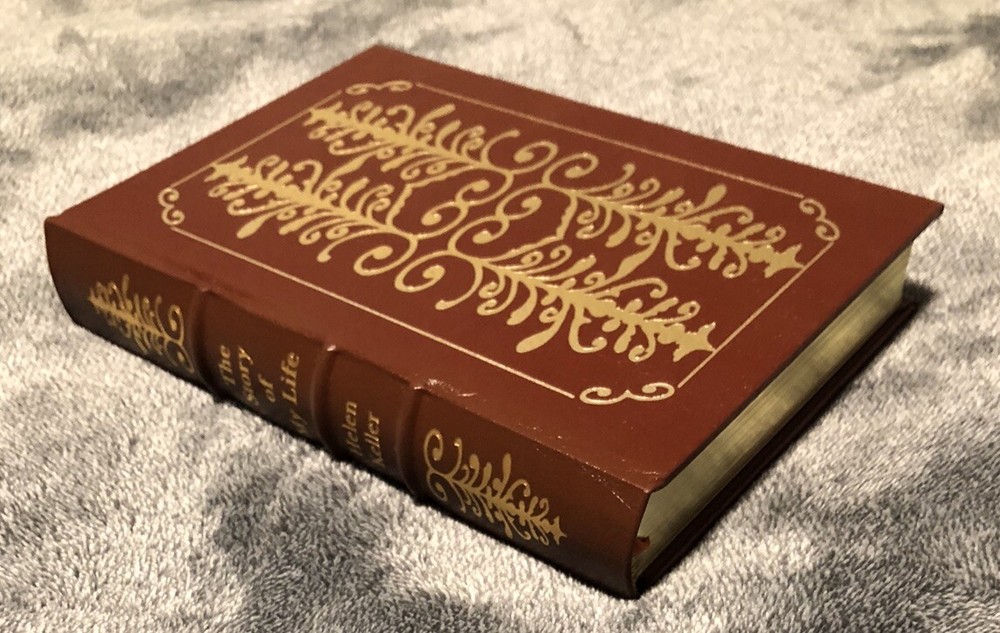 The
Story
of
My Life
Helen
Keller